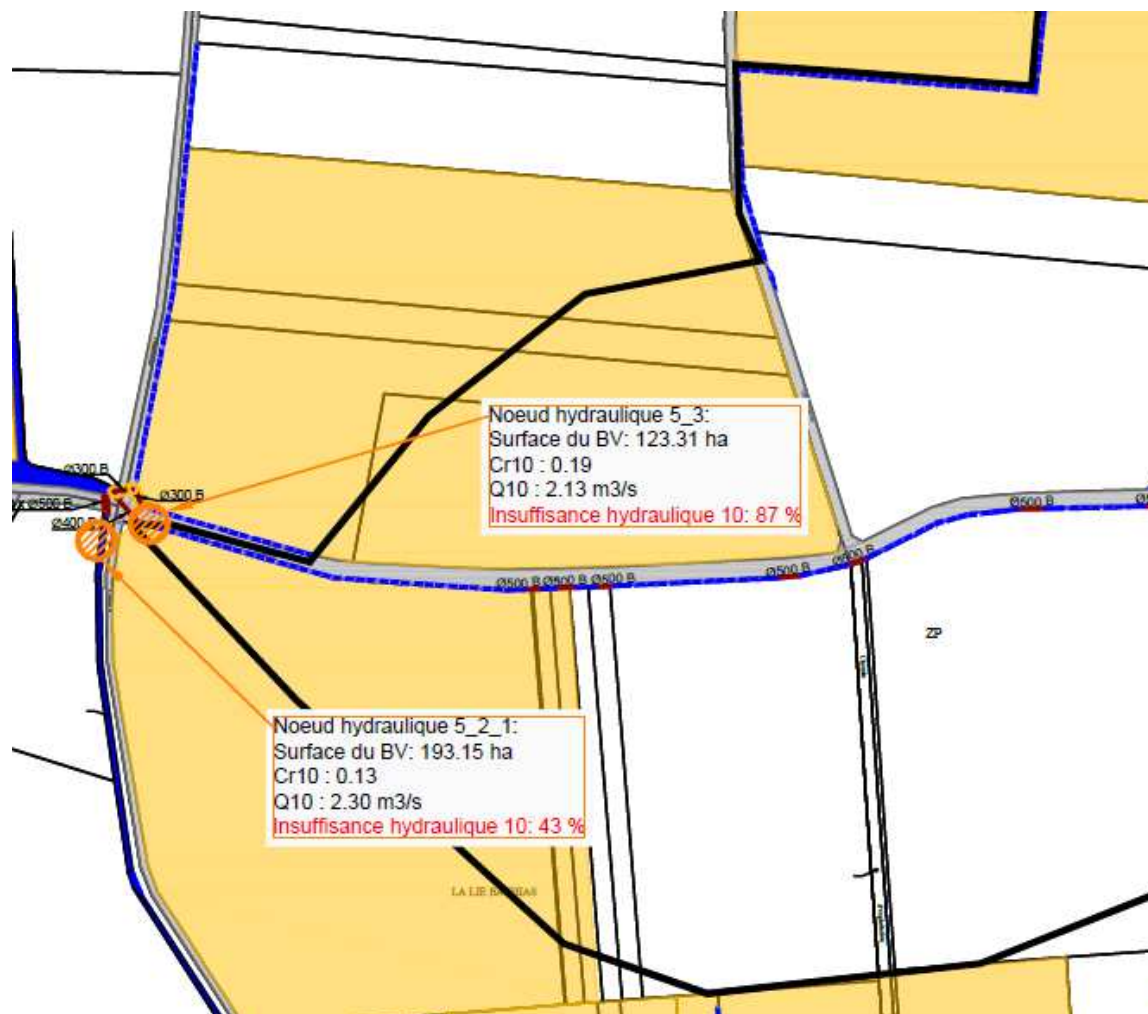 Noeud hydraulique 5_3:
Surface du BV: 123.31 ha
Cr10 : 0.19
Q10 : 2.13 m3/s
Insuffisance hydraulique 10: 87 %
Ø300 B
Ø300 B
Ø500 B
Ø400
Ø500 B
Ø500 B
Ø500 B
Ø500 B
Ø500 B
Ø500 B
ZP
Noeud hydraulique 5_2_1:
Surface du BV: 193.15 ha
Cr10 : 0.13
Q10 : 2.30 m3/s
Insuffisance hydraulique 10: 43 %
LA LIE